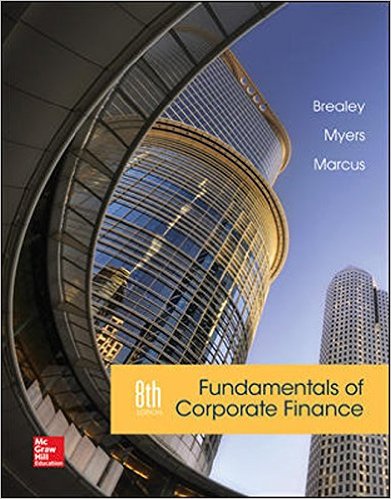 Brealey
Myers
Marcus
8th
EDITION
Fundamentals of
Corporate Finance
Mc
Graw
Hill
Education